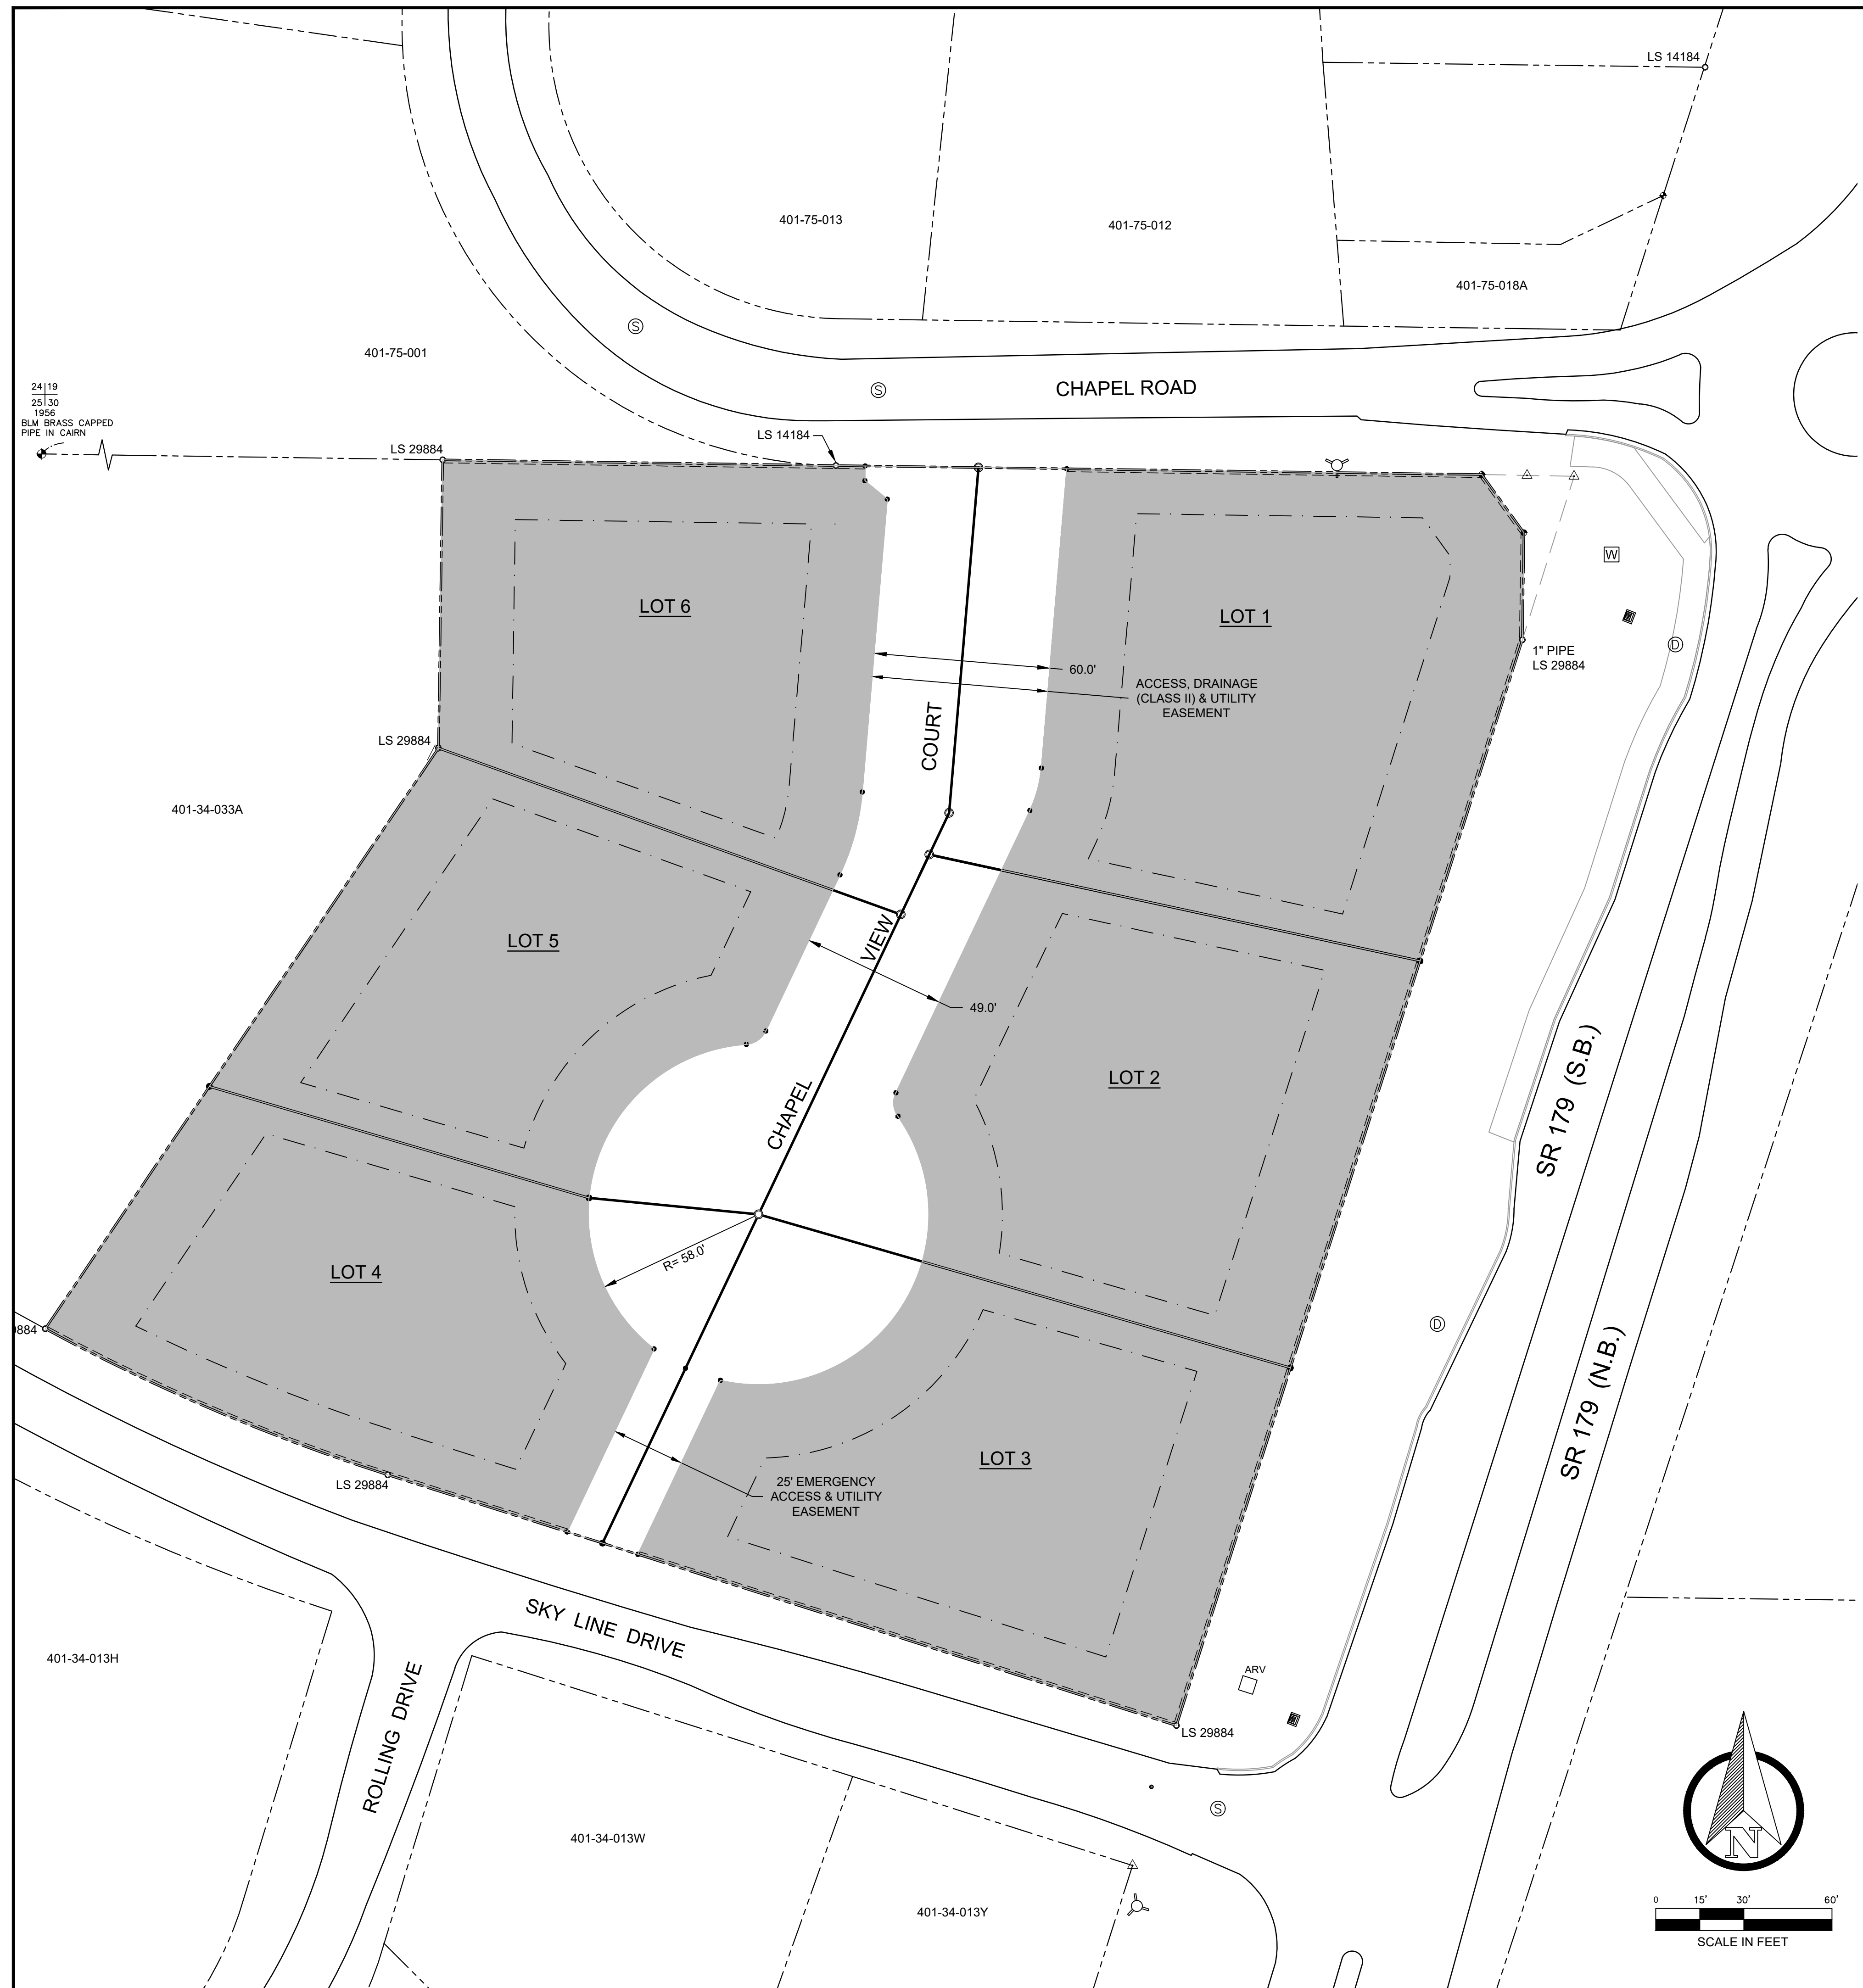 LS 14184
401-75-013
401-75-012
401-75-018A
401-75-001
CHAPEL ROAD
24 19
25 30
1956
BLM BRASS CAPPED
PIPE IN CAIRN
LS 29884
LS 14184
S
S
W
D
LOT 6
LOT 1
1" PIPE
LS 29884
60.0'
ACCESS, DRAINAGE
(CLASS II) & UTILITY
EASEMENT
COURT
LS 29884
401-34-033A
LOT 5
VIEW
49.0'
LOT 2
CHAPEL
SR 179 (S.B.)
R= 58.0'
LOT 4
9884
D
SR 179 (N.B.)
LOT 3
LS 29884
25' EMERGENCY
ACCESS & UTILITY
EASEMENT
SKY LINE DRIVE
401-34-013H
ROLLING DRIVE
ARV
LS 29884
S
401-34-013W
401-34-013Y
N
0 15' 30' 60'
SCALE IN FEET